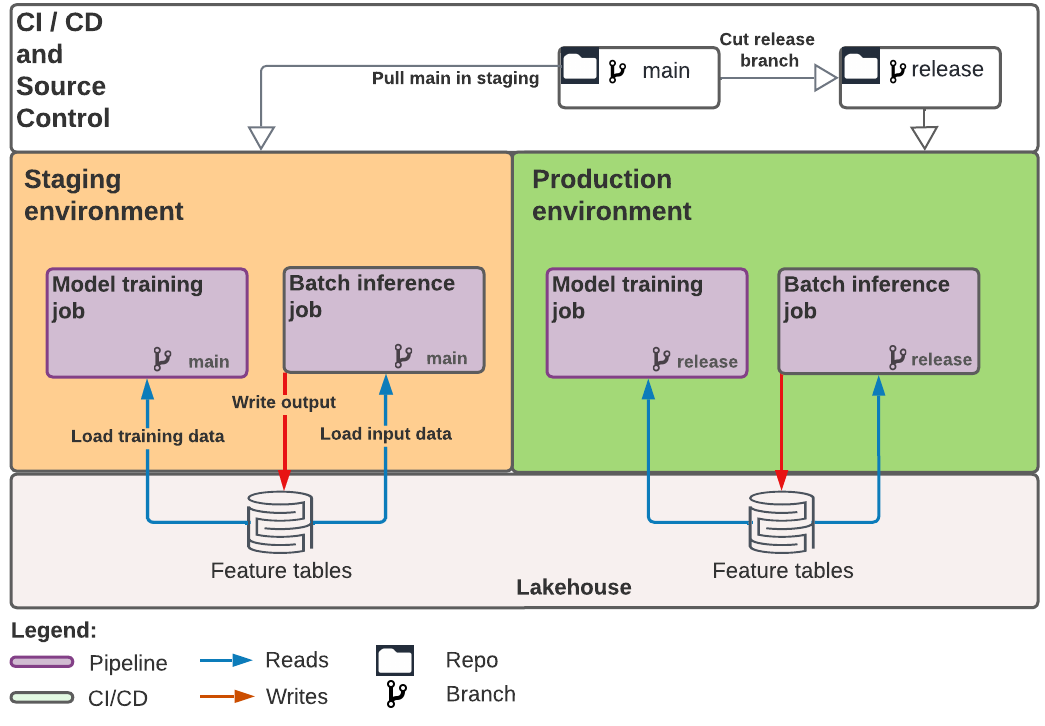 CI / CD
and
Source
Control
Pull main in staging
main
Cut release
branch
release
Staging
environment
Production
environment
Model training
job
main
Batch inference
job
main
Model training
job
release
Batch inference
job
release
Write output
Load training data
Load input data
Feature tables
Feature tables
Lakehouse
Legend:
Pipeline
Reads
Repo
CI/CD
Writes
Branch